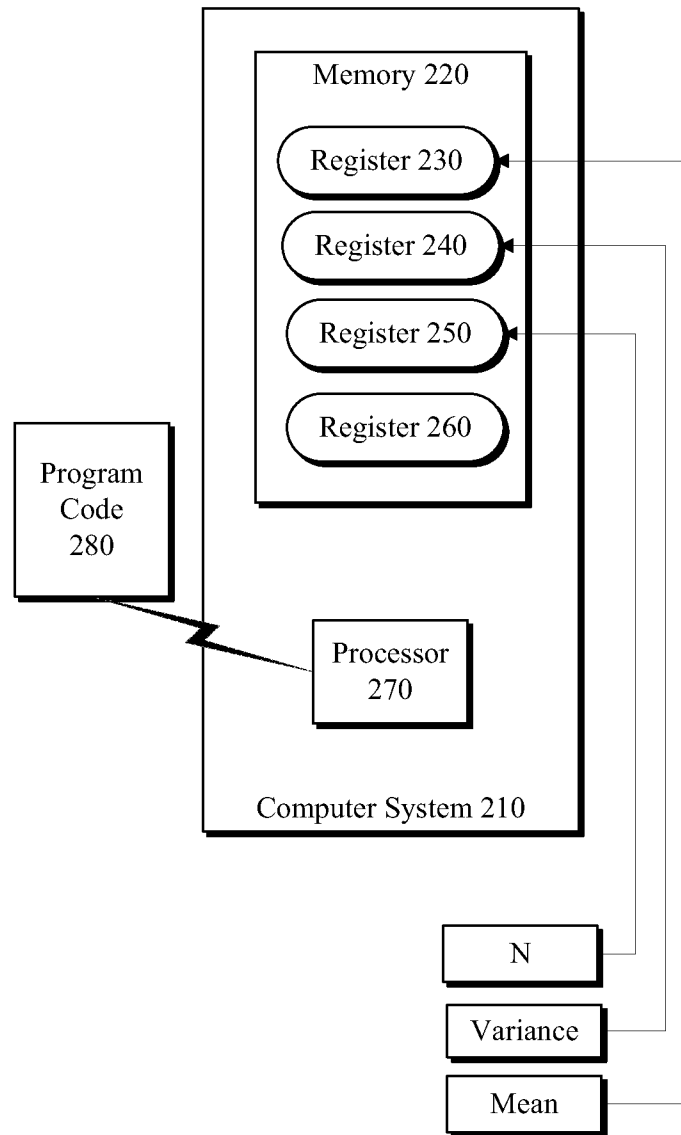 Memory 220
Register 230
Register 240
Register 250
Register 260
Program
Code
280
Processor
270
Computer System 210
N
Variance
Mean